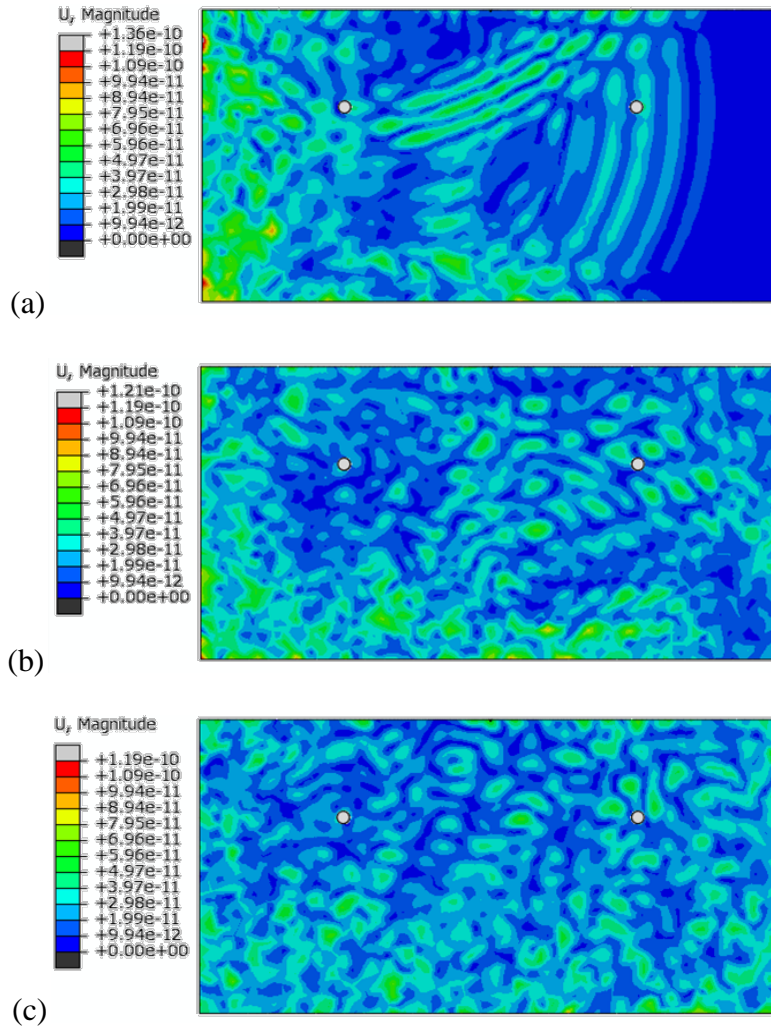 U, Magnitude
+1.36e-10
+1.19e-10
+1.09e-10
+9.94e-11
+8.94e-11
+7.95e-11
+6.96e-11
+5.96e-11
+4.97e-11
+3.97e-11
+2.98e-11
+1.99e-11
+9.94e-12
+0.00e+00
(a)
U, Magnitude
+1.21e-10
+1.19e-10
+1.09e-10
+9.94e-11
+8.94e-11
+7.95e-11
+6.96e-11
+5.96e-11
+4.97e-11
+3.97e-11
+2.98e-11
+1.99e-11
+9.94e-12
+0.00e+00
(b)
U, Magnitude
+1.19e-10
+1.09e-10
+9.94e-11
+8.94e-11
+7.95e-11
+6.96e-11
+5.96e-11
+4.97e-11
+3.97e-11
+2.98e-11
+1.99e-11
+9.94e-12
+0.00e+00
(c)